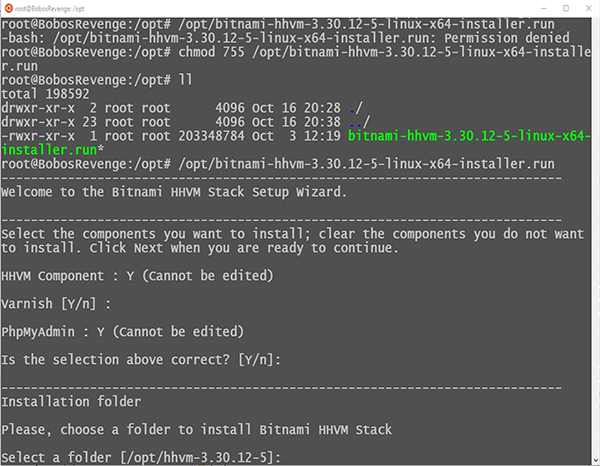 root@BobosRevenge:/opt
root@BobosRevenge:/opt# /opt/bitnami-hhvm-3.30.12-5-linux-x64-installer.run
-bash: /opt/bitnami-hhvm-3.30.12-5-linux-x64-installer.run: Permission denied
root@BobosRevenge:/opt# chmod 755 /opt/bitnami-hhvm-3.30.12-5-linux-x64-installe
r.run
root@BobosRevenge:/opt# ll
total 198592
drwxr-xr-x  2 root root      4096 Oct 16 20:28 ./
drwxr-xr-x 23 root root      4096 Oct 16 20:38 ../
-rwxr-xr-x  1 root root 203348784 Oct  3 12:19 bitnami-hhvm-3.30.12-5-linux-x64-
installer.run*
root@BobosRevenge:/opt# /opt/bitnami-hhvm-3.30.12-5-linux-x64-installer.run
----------------------------------------------------------------------------
Welcome to the Bitnami HHVM Stack Setup Wizard.
----------------------------------------------------------------------------
Select the components you want to install; clear the components you do not want
to install. Click Next when you are ready to continue.
HHVM Component : Y (Cannot be edited)
Varnish [Y/n] :
PhpMyAdmin : Y (Cannot be edited)
Is the selection above correct? [Y/n]:
----------------------------------------------------------------------------
Installation folder
Please, choose a folder to install Bitnami HHVM Stack
Select a folder [/opt/hhvm-3.30.12-5]: